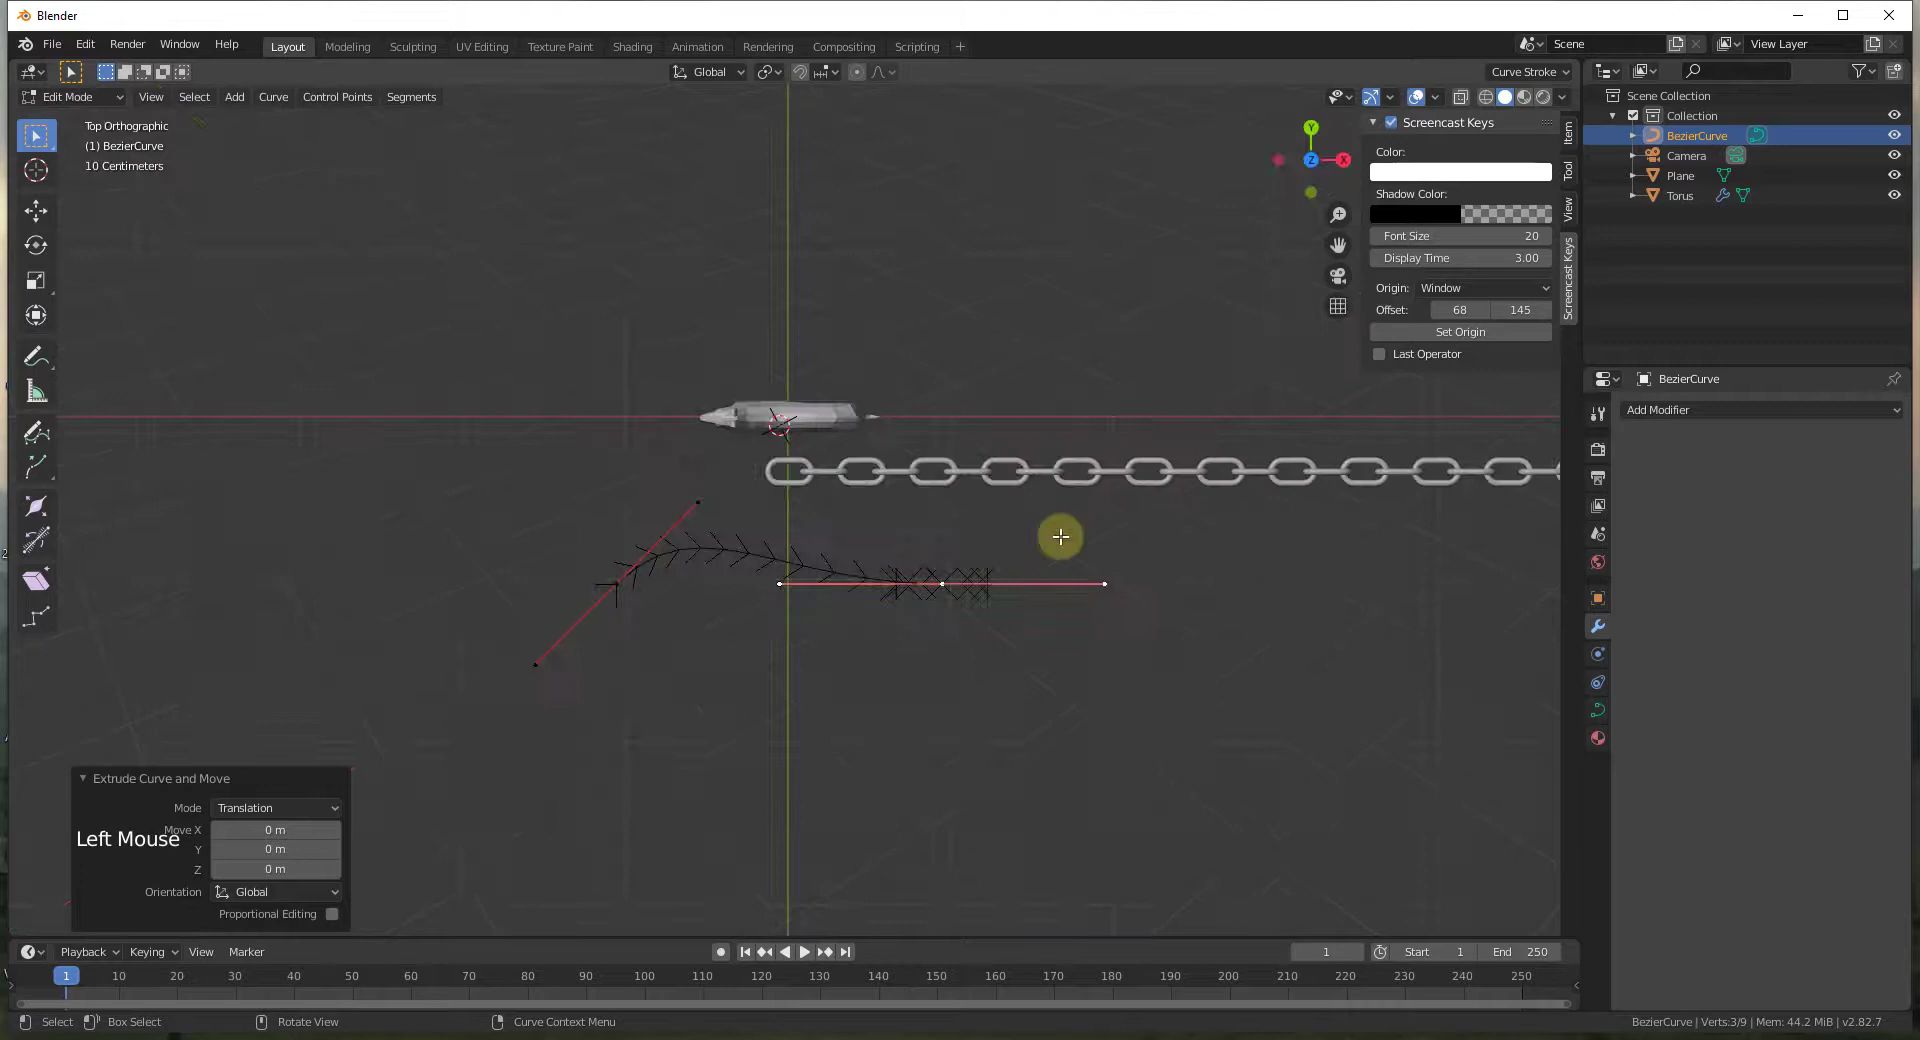 Blender
File Edit Render Window Help Layout Modeling Sculpting UV Editing Texture Paint Shading Animation Rendering Compositing Scripting + Scene View Layer
Global Curve Stroke
Edit Mode View Select Add Curve Control Points Segments
Top Orthographic
(1) BezierCurve
10 Centimeters
Y
Z
X
Screencast Keys
Color:
Shadow Color:
Font Size 20
Display Time 3.00
Origin: Window
Offset: 68 145
Set Origin
Last Operator
Item
Tool
View
Screencast Keys
Scene Collection
Collection
BezierCurve
Camera
Plane
Torus
BezierCurve
Add Modifier
Extrude Curve and Move
Mode Translation
Move X 0 m
Y 0 m
Z 0 m
Orientation Global
Proportional Editing
Left Mouse
Playback Keying View Marker 1 Start 1 End 250
1 10 20 30 40 50 60 70 80 90 100 110 120 130 140 150 160 170 180 190 200 210 220 230 240 250
Select Box Select Rotate View Curve Context Menu BezierCurve | Verts:3/9 | Mem: 44.2 MiB | v2.82.7